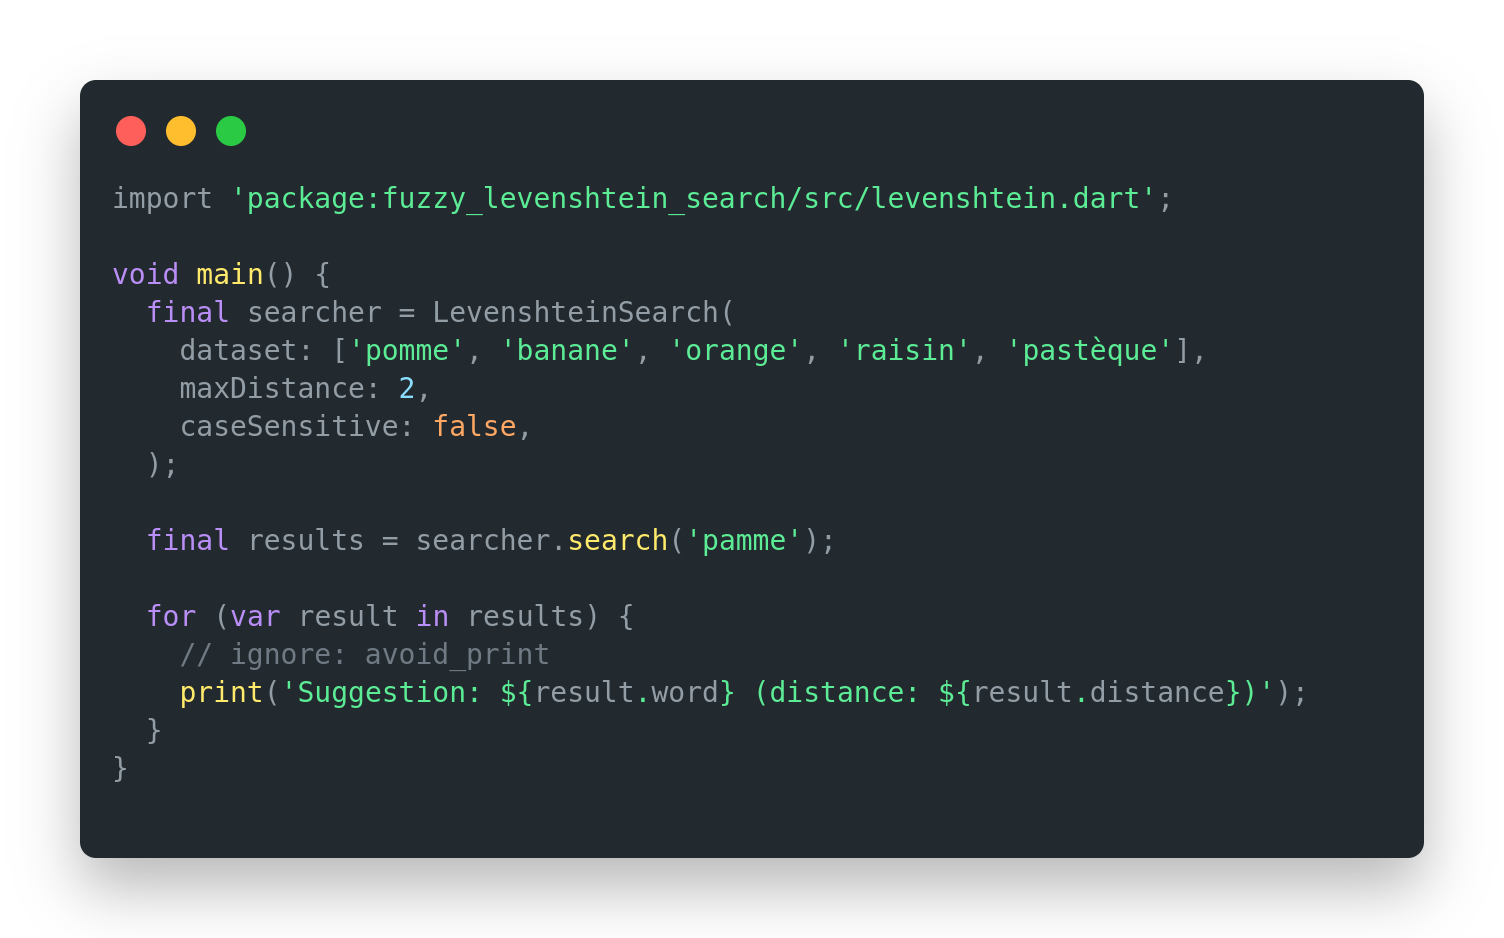 import 'package:fuzzy_levenshtein_search/src/levenshtein.dart';

void main() {
  final searcher = LevenshteinSearch(
    dataset: ['pomme', 'banane', 'orange', 'raisin', 'pastèque'],
    maxDistance: 2,
    caseSensitive: false,
  );

  final results = searcher.search('pamme');

  for (var result in results) {
    // ignore: avoid_print
    print('Suggestion: ${result.word} (distance: ${result.distance})');
  }
}